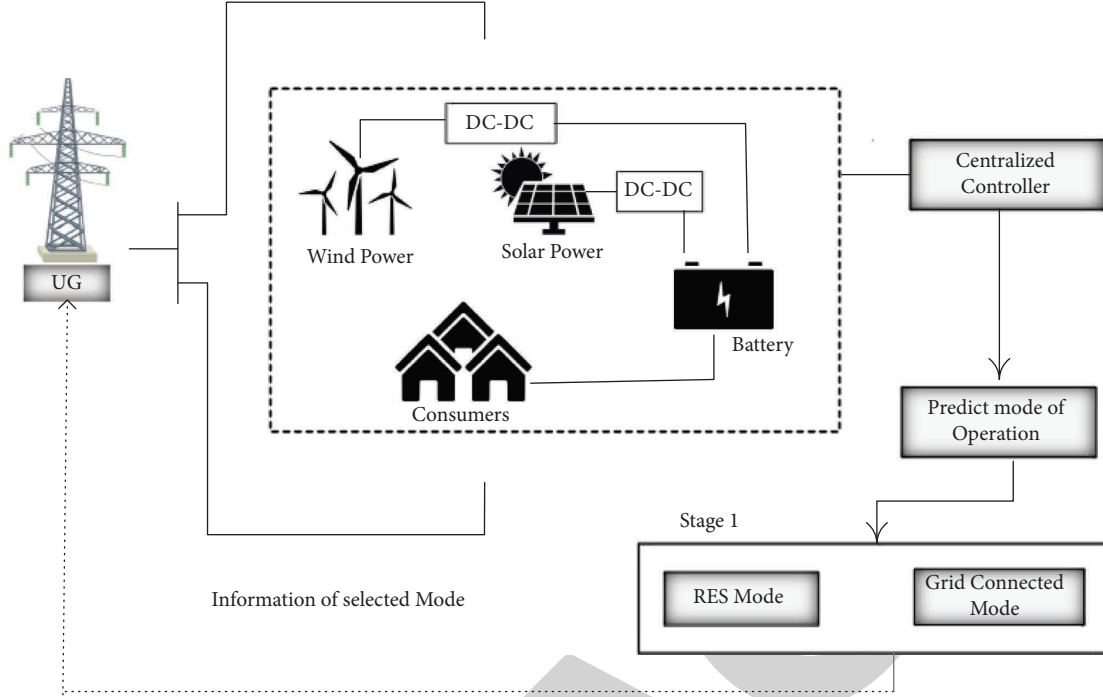 UG
DC-DC
Wind Power
Solar Power
DC-DC
Battery
Consumers
Centralized
Controller
Predict mode of
Operation
Stage 1
RES Mode
Grid Connected
Mode
Information of selected Mode